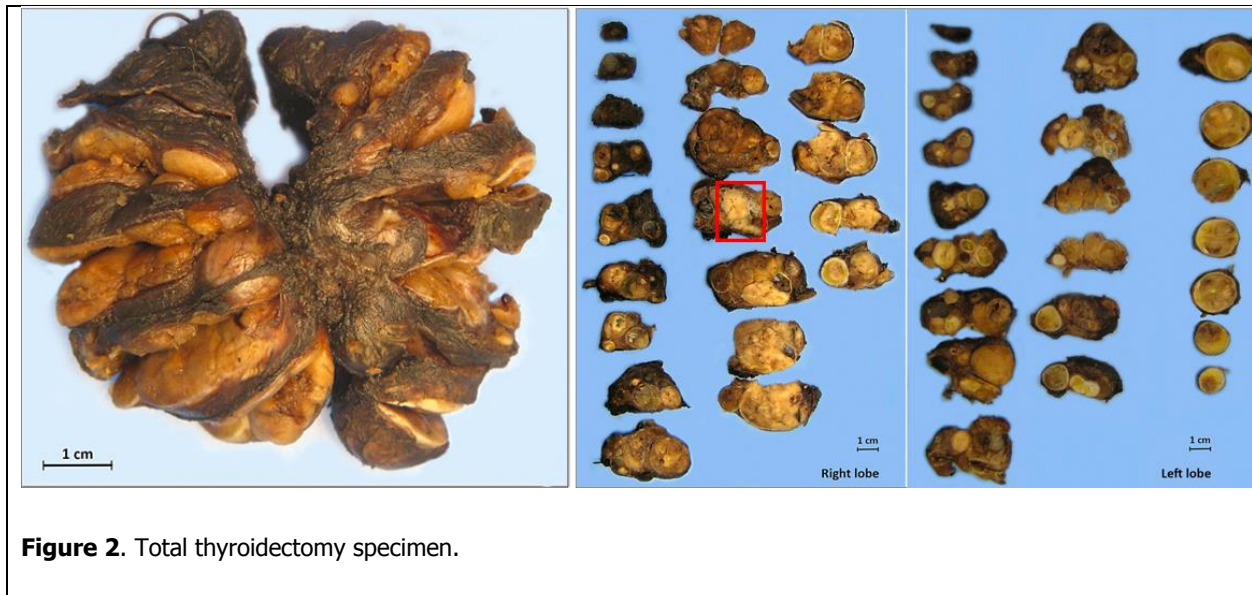 1 cm
1 cm
Right lobe
1 cm
Left lobe
Figure 2. Total thyroidectomy specimen.